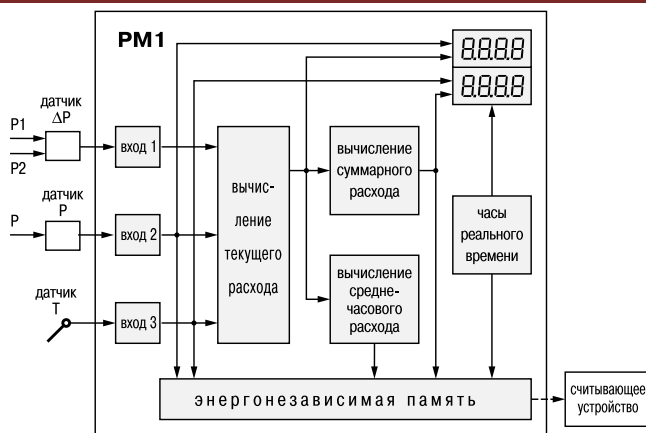 РМ1
8.8.8.8
8.8.8.8
датчик
ΔP
P1
P2
вход 1
датчик
P
P
вход 2
датчик
T
вход 3
вычис-
ление
текущего
расхода
вычисление
суммарного
расхода
вычисление
средне-
часового
расхода
часы
реального
времени
энергонезависимая память
считывающее
устройство